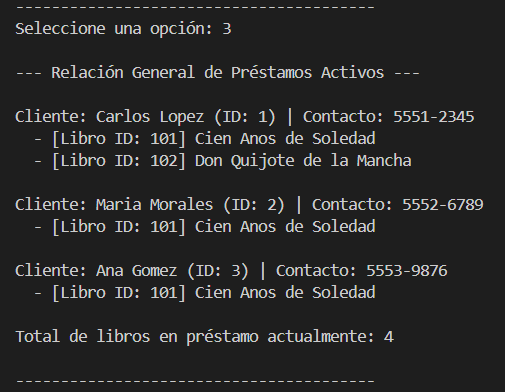 ----------------------------------------
Seleccione una opción: 3
--- Relación General de Préstamos Activos ---
Cliente: Carlos Lopez (ID: 1) | Contacto: 5551-2345
- [Libro ID: 101] Cien Anos de Soledad
- [Libro ID: 102] Don Quijote de la Mancha
Cliente: Maria Morales (ID: 2) | Contacto: 5552-6789
- [Libro ID: 101] Cien Anos de Soledad
Cliente: Ana Gomez (ID: 3) | Contacto: 5553-9876
- [Libro ID: 101] Cien Anos de Soledad
Total de libros en préstamo actualmente: 4
----------------------------------------